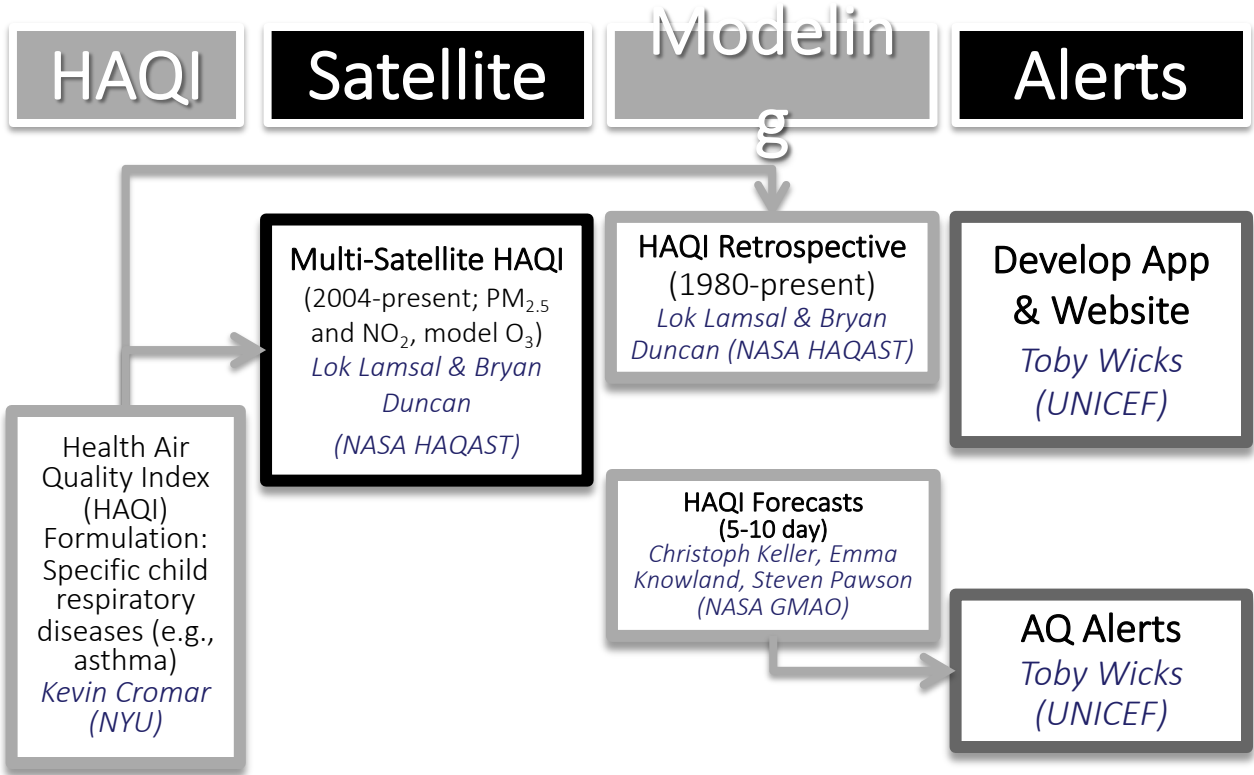 HAQI
Satellite
Modelin
g
Alerts
Health Air
Quality Index
(HAQI)
Formulation:
Specific child
respiratory
diseases (e.g.,
asthma)
Kevin Cromar
(NYU)
Multi-Satellite HAQI
(2004-present; PM2.5
and NO2, model O3)
Lok Lamsal & Bryan
Duncan
(NASA HAQAST)
HAQI Retrospective
(1980-present)
Lok Lamsal & Bryan
Duncan (NASA HAQAST)
HAQI Forecasts
(5-10 day)
Christoph Keller, Emma
Knowland, Steven Pawson
(NASA GMAO)
Develop App
& Website
Toby Wicks
(UNICEF)
AQ Alerts
Toby Wicks
(UNICEF)